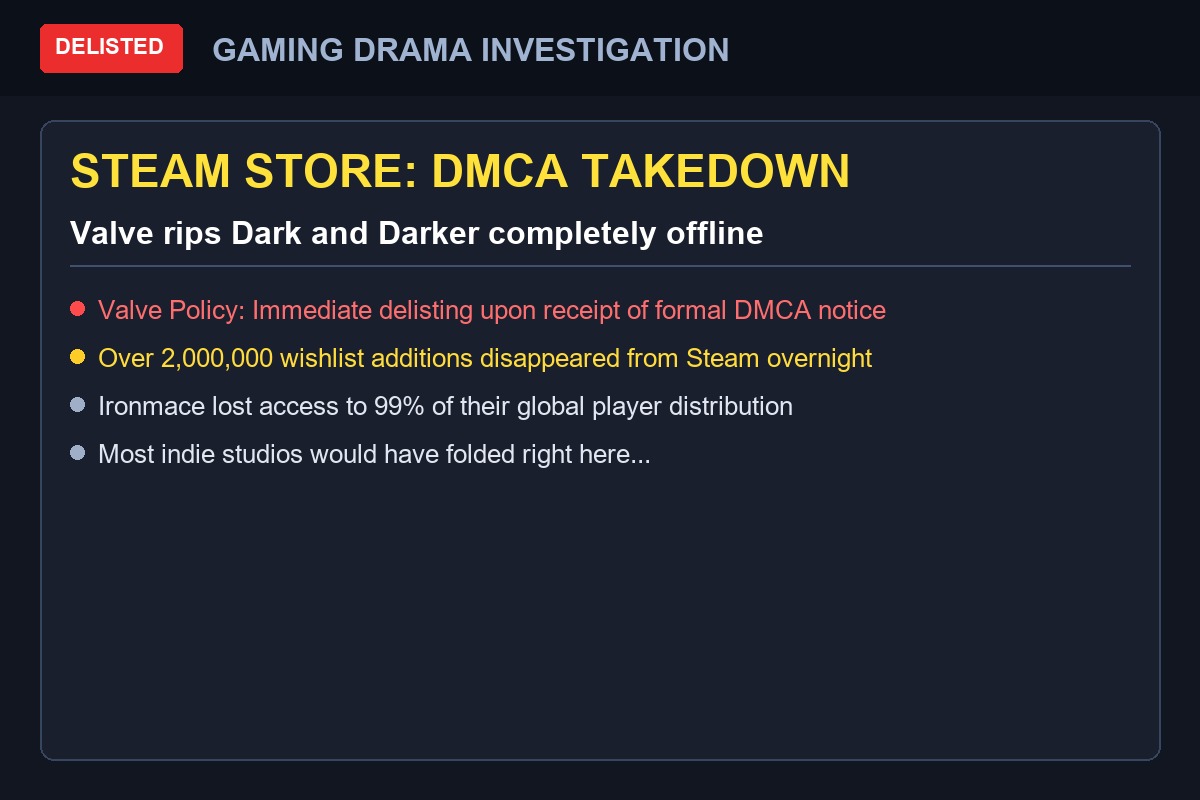 DELISTED
GAMING DRAMA INVESTIGATION
STEAM STORE: DMCA TAKEDOWN
Valve rips Dark and Darker completely offline
Valve Policy: Immediate delisting upon receipt of formal DMCA notice
Over 2,000,000 wishlist additions disappeared from Steam overnight
Ironmace lost access to 99% of their global player distribution
Most indie studios would have folded right here...